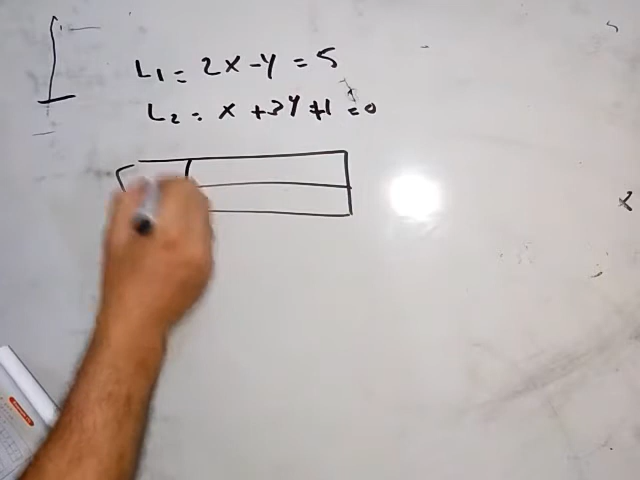 L₁ = 2x - y = 5
L₂ = x + 3y + 1 = 0
x